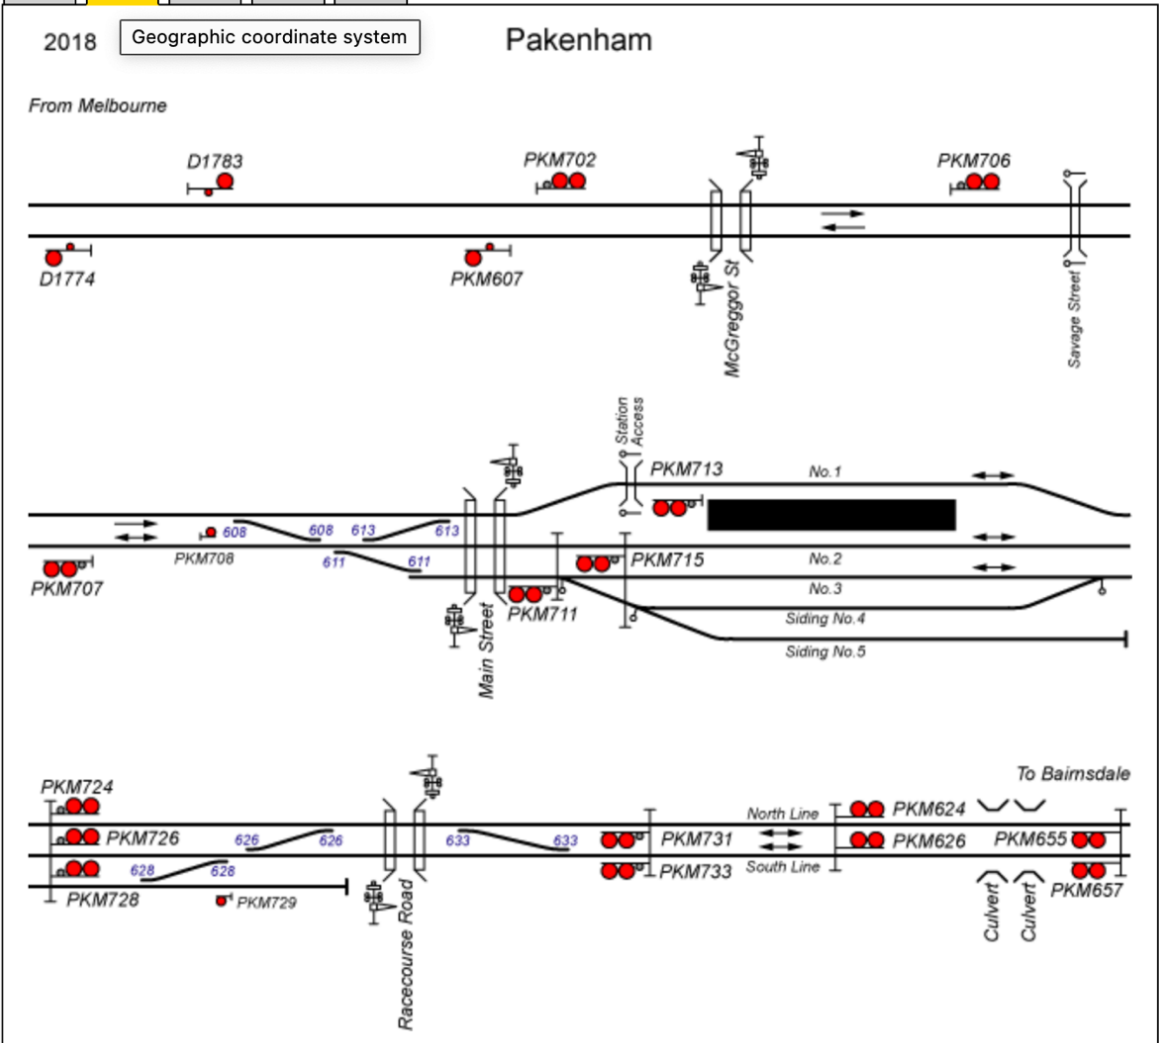 2018
Geographic coordinate system
Pakenham
From Melbourne
D1783
PKM702
PKM706
D1774
PKM607
McGreggor St
Savage Street
Station
Access
PKM713
No.1
608
608
613
613
PKM708
611
611
PKM715
No.2
PKM707
No.3
PKM711
Siding No.4
Siding No.5
Main Street
To Bairnsdale
PKM724
North Line
PKM624
PKM726
626
626
633
633
PKM731
PKM626
PKM655
628
628
South Line
PKM733
PKM657
PKM728
PKM729
Racecourse Road
Culvert
Culvert